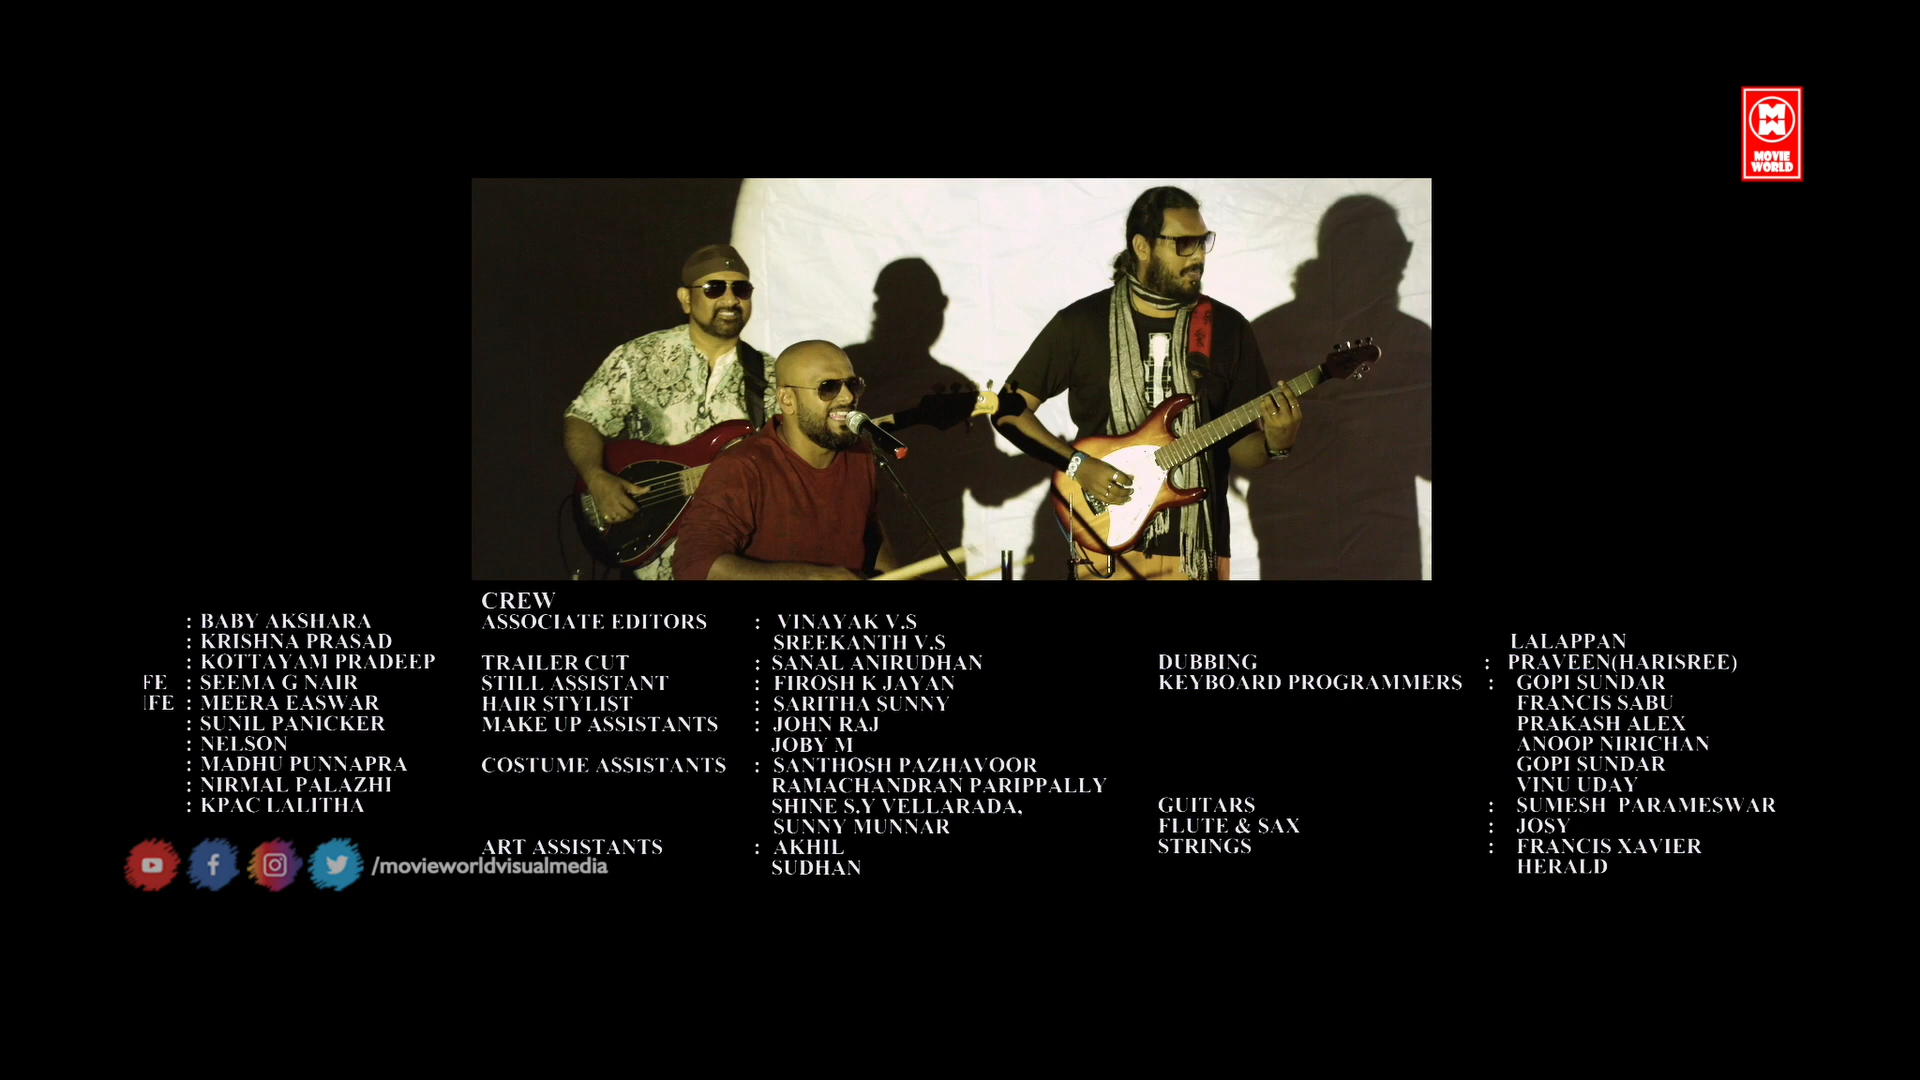 MOVIE
WORLD
: BABY AKSHARA
: KRISHNA PRASAD
: KOTTAYAM PRADEEP
FE : SEEMA G NAIR
IFE : MEERA EASWAR
: SUNIL PANICKER
: NELSON
: MADHU PUNNAPRA
: NIRMAL PALAZHI
: KPAC LALITHA
CREW
ASSOCIATE EDITORS : VINAYAK V.S
SREEKANTH V.S
TRAILER CUT : SANAL ANIRUDHAN
STILL ASSISTANT : FIROSH K JAYAN
HAIR STYLIST : SARITHA SUNNY
MAKE UP ASSISTANTS : JOHN RAJ
JOBY M
COSTUME ASSISTANTS : SANTHOSH PAZHAVOOR
RAMACHANDRAN PARIPPALLY
SHINE S.Y VELLARADA,
SUNNY MUNNAR
ART ASSISTANTS : AKHIL
SUDHAN
LALAPPAN
DUBBING : PRAVEEN(HARISREE)
KEYBOARD PROGRAMMERS : GOPI SUNDAR
FRANCIS SABU
PRAKASH ALEX
ANOOP NIRICHAN
GOPI SUNDAR
VINU UDAY
GUITARS : SUMESH PARAMESWAR
FLUTE & SAX : JOSY
STRINGS : FRANCIS XAVIER
HERALD
/movieworldvisualmedia